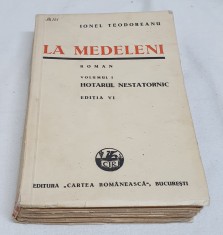 IONEL TEODOREANU
LA MEDELENI
ROMAN
VOLUMUL I
HOTARUL NESTATORNIC
EDIȚIA VI
EDITURA „CARTEA ROMÂNEASCĂ”, BUCUREȘTI